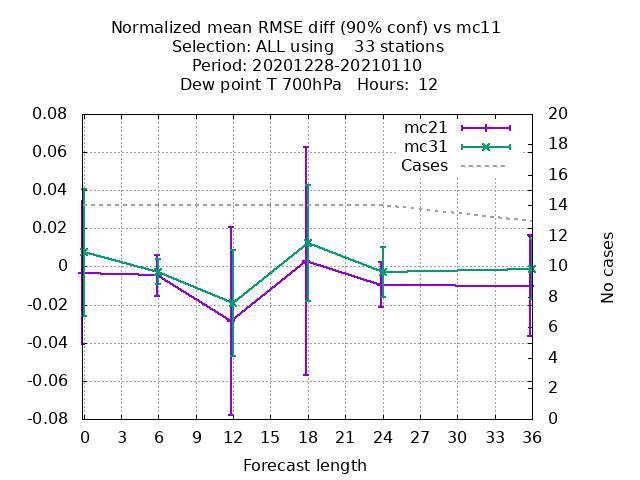 Normalized mean RMSE diff (90% conf) vs mc11
Selection: ALL using    33 stations
Period: 20201228-20210110
Dew point T 700hPa   Hours:  12
0.08
0.06
0.04
0.02
0
-0.02
-0.04
-0.06
-0.08
mc21
mc31
Cases
20
18
16
14
12
10
8
6
4
2
0
No cases
0 3 6 9 12 15 18 21 24 27 30 33 36
Forecast length